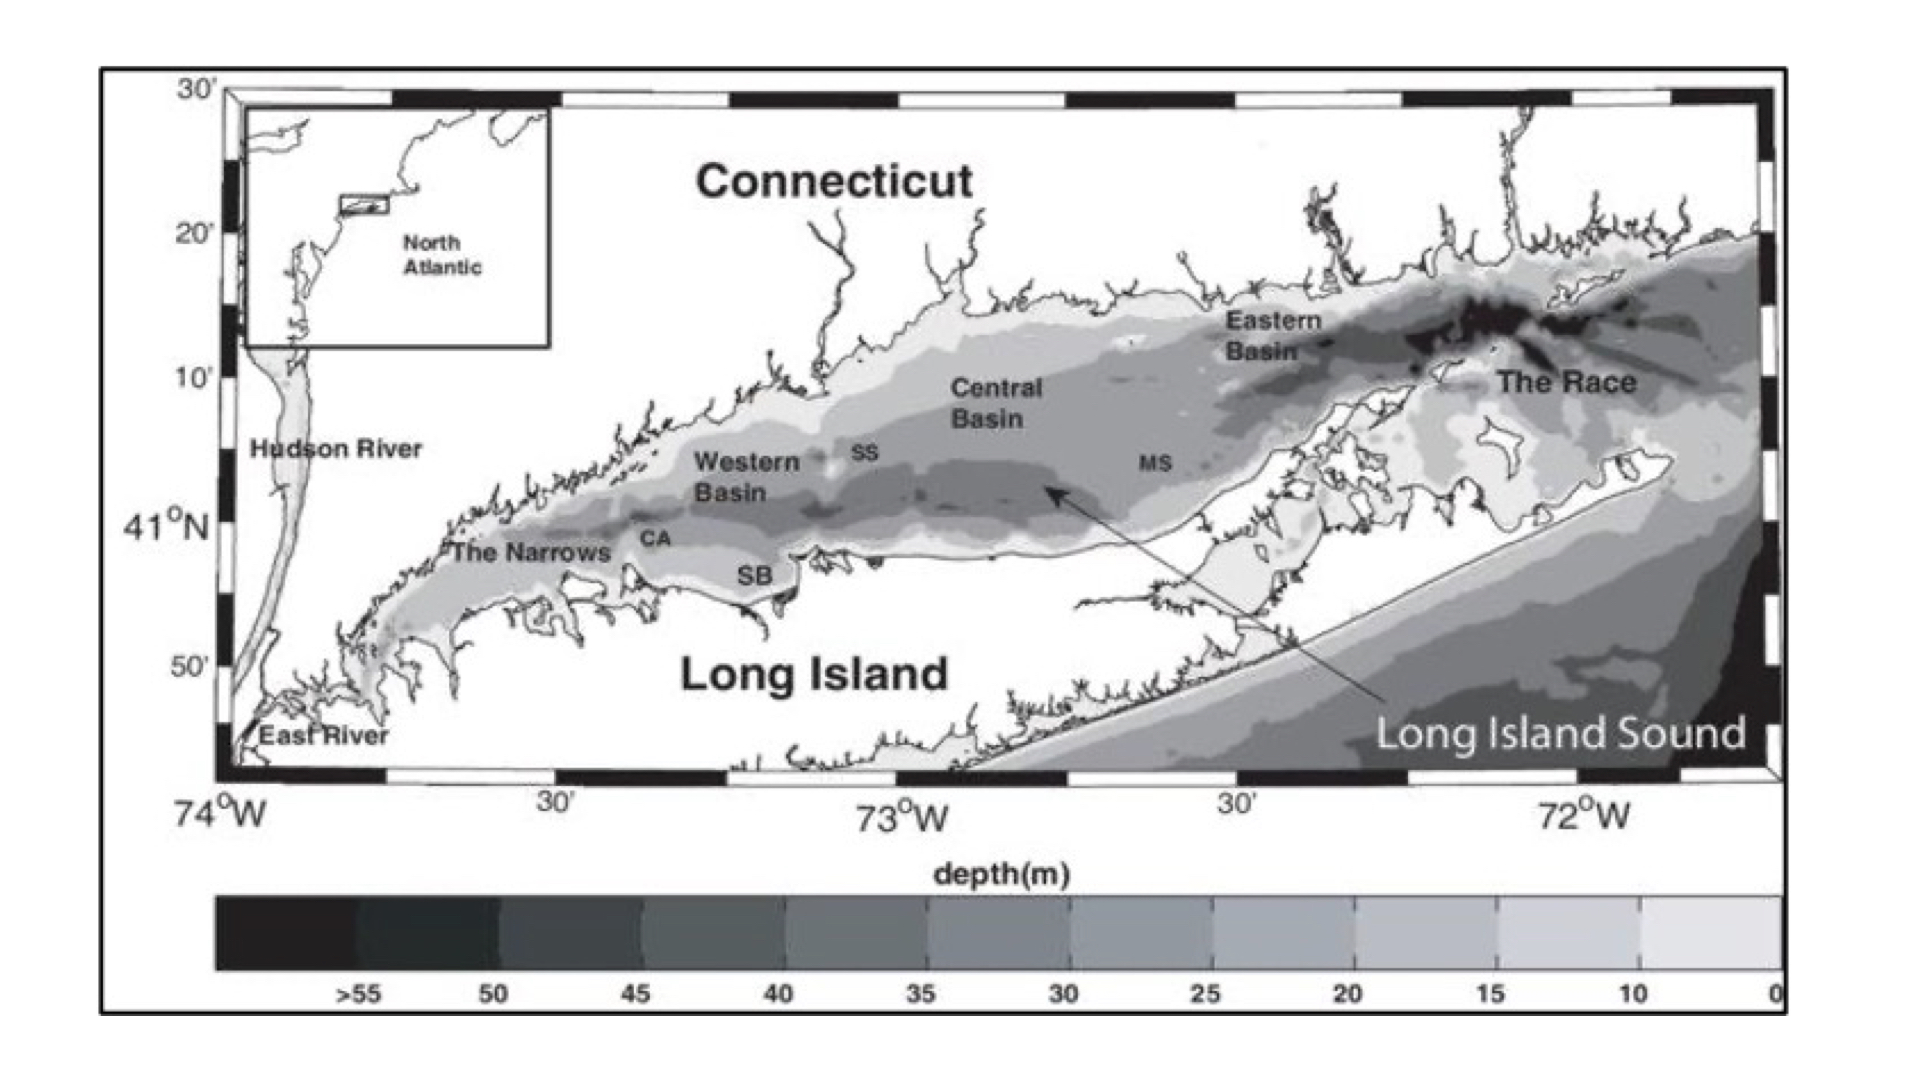 30'
Connecticut
North
Atlantic
20'
Eastern
Basin
10'
Central
Basin
The Race
Hudson River
Western
Basin
SS
MS
41°N
The Narrows
CA
SB
50'
Long Island
Long Island Sound
East River
74°W
30'
73°W
30'
72°W
depth(m)
>55 50 45 40 35 30 25 20 15 10 0